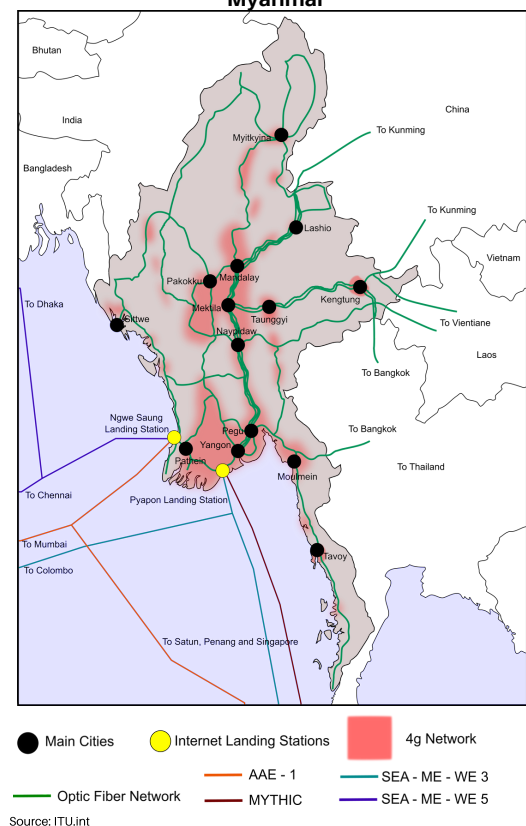 Myanmar
Bhutan
China
India
To Kunming
Myitkyina
Bangladesh
To Kunming
Lashio
Vietnam
Pakokku
Mandalay
Kengtung
To Dhaka
Mektila
Taunggyi
Sittwe
To Vientiane
Naypidaw
Laos
To Bangkok
Ngwe Saung
Landing Station
Pegu
To Bangkok
Yangon
Pathein
To Thailand
Moulmein
To Chennai
Pyapon Landing Station
To Mumbai
Tavoy
To Colombo
To Satun, Penang and Singapore
Main Cities
Internet Landing Stations
4g Network
AAE - 1
SEA - ME - WE 3
Optic Fiber Network
MYTHIC
SEA - ME - WE 5
Source: ITU.int